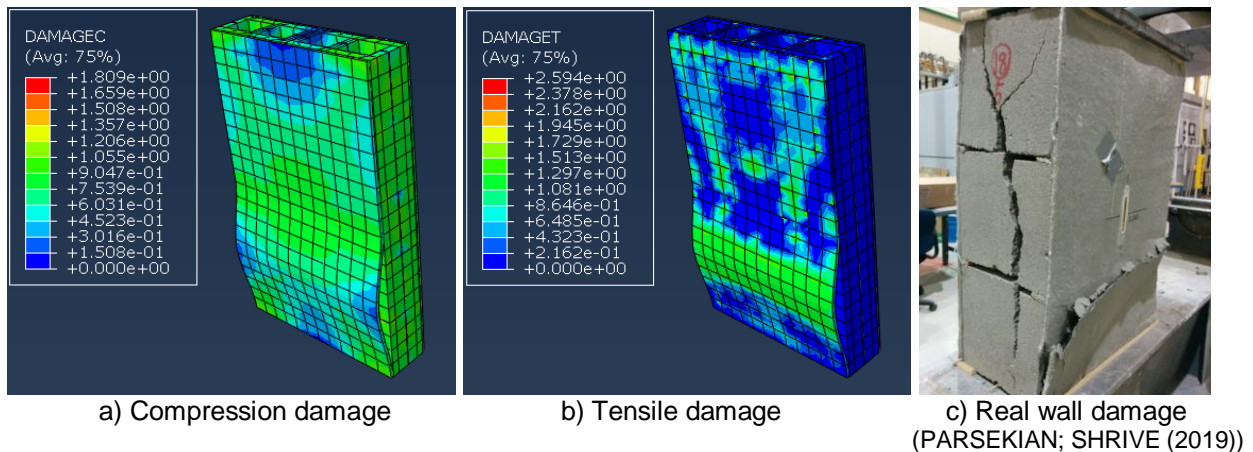 DAMAGEC
(Avg: 75%)
+1.809e+00
+1.659e+00
+1.508e+00
+1.357e+00
+1.206e+00
+1.055e+00
+9.047e-01
+7.539e-01
+6.031e-01
+4.523e-01
+3.016e-01
+1.508e-01
+0.000e+00
a) Compression damage
DAMAGET
(Avg: 75%)
+2.594e+00
+2.378e+00
+2.162e+00
+1.945e+00
+1.729e+00
+1.513e+00
+1.297e+00
+1.081e+00
+8.646e-01
+6.485e-01
+4.323e-01
+2.162e-01
+0.000e+00
b) Tensile damage
18
c) Real wall damage
(PARSEKIAN; SHRIVE (2019))